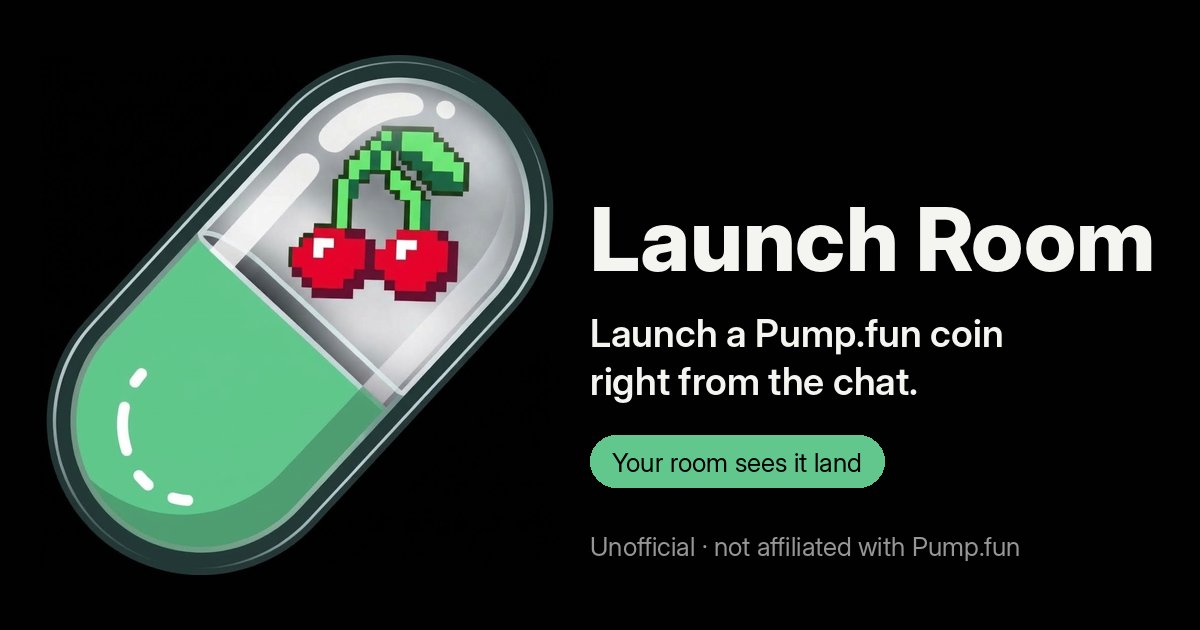 Launch Room
Launch a Pump.fun coin
right from the chat.
Your room sees it land
Unofficial · not affiliated with Pump.fun